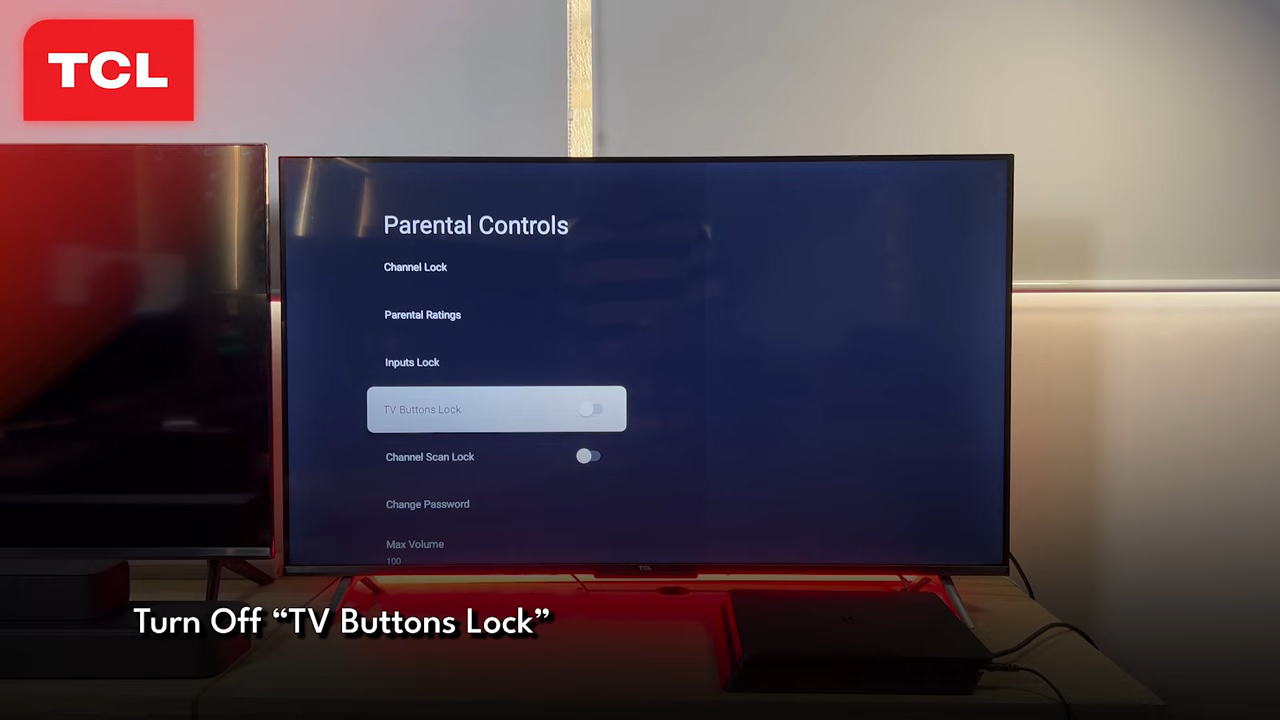 TCL
Parental Controls
Channel Lock
Parental Ratings
Inputs Lock
TV Buttons Lock
Channel Scan Lock
Change Password
Max Volume
100
TCL
Turn Off “TV Buttons Lock”